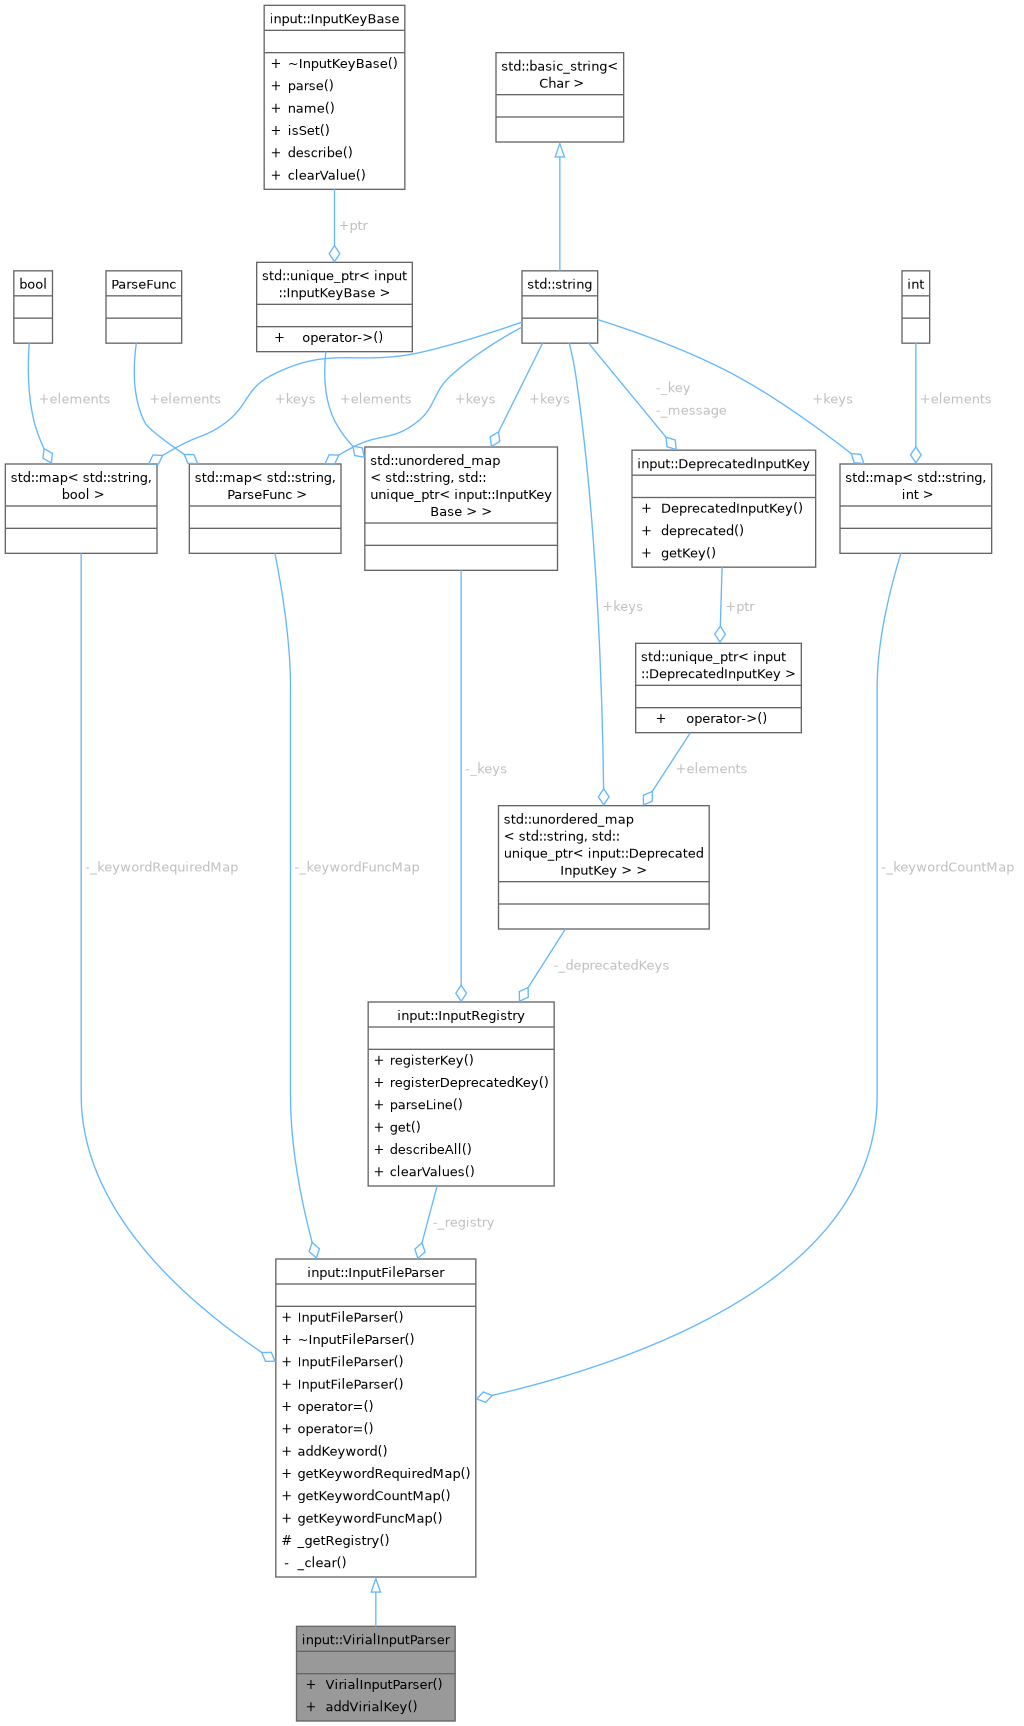 input::InputKeyBase
+ ~InputKeyBase()
+ parse()
+ name()
+ isSet()
+ describe()
+ clearValue()
std::basic_string<
Char >
+ptr
std::unique_ptr< input
::InputKeyBase >
+ operator->()
bool
ParseFunc
std::string
int
+elements
+elements
+keys
+elements
+keys
+keys
-_key
-_message
+keys
+elements
std::map< std::string,
bool >
std::map< std::string,
ParseFunc >
std::unordered_map
< std::string, std::
unique_ptr< input::InputKey
Base > >
input::DeprecatedInputKey
+ DeprecatedInputKey()
+ deprecated()
+ getKey()
std::map< std::string,
int >
+keys
+ptr
std::unique_ptr< input
::DeprecatedInputKey >
+ operator->()
-_keys
+elements
std::unordered_map
< std::string, std::
unique_ptr< input::Deprecated
InputKey > >
-_keywordRequiredMap
-_keywordFuncMap
-_keywordCountMap
-_deprecatedKeys
input::InputRegistry
+ registerKey()
+ registerDeprecatedKey()
+ parseLine()
+ get()
+ describeAll()
+ clearValues()
-_registry
input::InputFileParser
+ InputFileParser()
+ ~InputFileParser()
+ InputFileParser()
+ InputFileParser()
+ operator=()
+ operator=()
+ addKeyword()
+ getKeywordRequiredMap()
+ getKeywordCountMap()
+ getKeywordFuncMap()
# _getRegistry()
- _clear()
input::VirialInputParser
+ VirialInputParser()
+ addVirialKey()